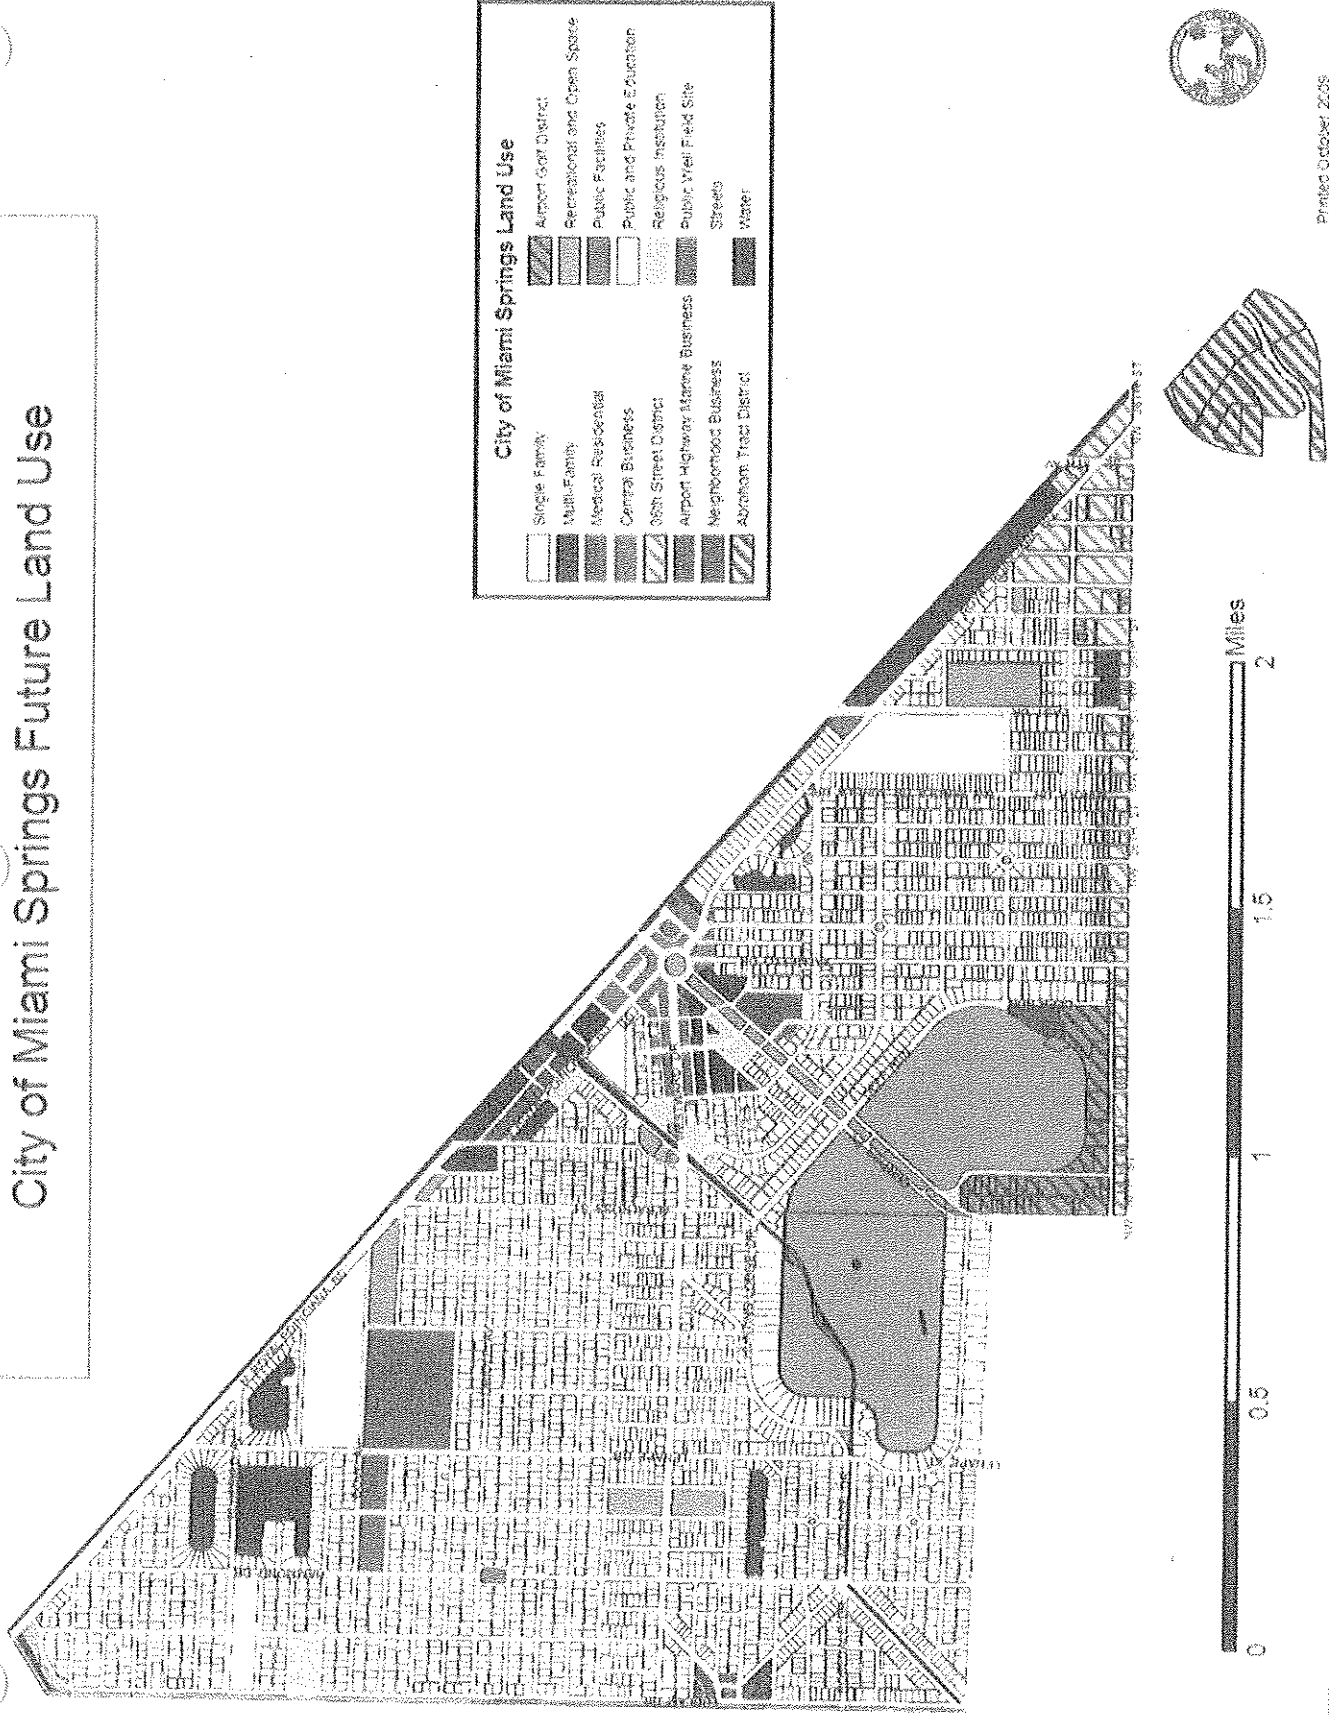 City of Miami Springs Future Land Use
City of Miami Springs Land Use
Single Family
Multi-Family
Medical Residential
Central Business
36th Street District
Airport Highway Marine Business
Neighborhood Business
Abraham Tract District
Airport Golf District
Recreational and Open Space
Public Facilities
Public and Private Education
Religious Institution
Public Well Field Site
Streets
Water
0
0.5
1
1.5
2
Miles
Printed October 2009